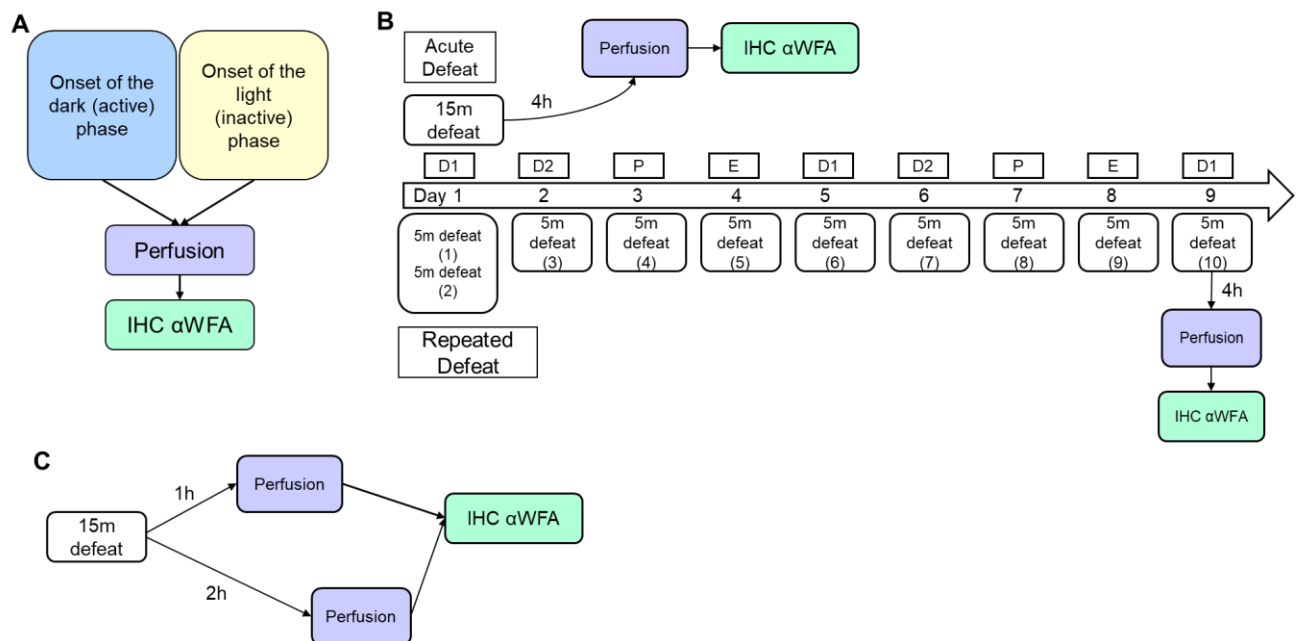 A
Onset of the
dark (active)
phase
Onset of the
light
(inactive)
phase
Perfusion
IHC αWFA
B
Acute
Defeat
15m
defeat
4h
Perfusion
IHC αWFA
D1
D2
P
E
D1
D2
P
E
D1
Day 1
2
3
4
5
6
7
8
9
5m defeat
(1)
5m defeat
(2)
5m
defeat
(3)
5m
defeat
(4)
5m
defeat
(5)
5m
defeat
(6)
5m
defeat
(7)
5m
defeat
(8)
5m
defeat
(9)
5m
defeat
(10)
Repeated
Defeat
4h
Perfusion
IHC αWFA
C
15m
defeat
1h
Perfusion
2h
Perfusion
IHC αWFA